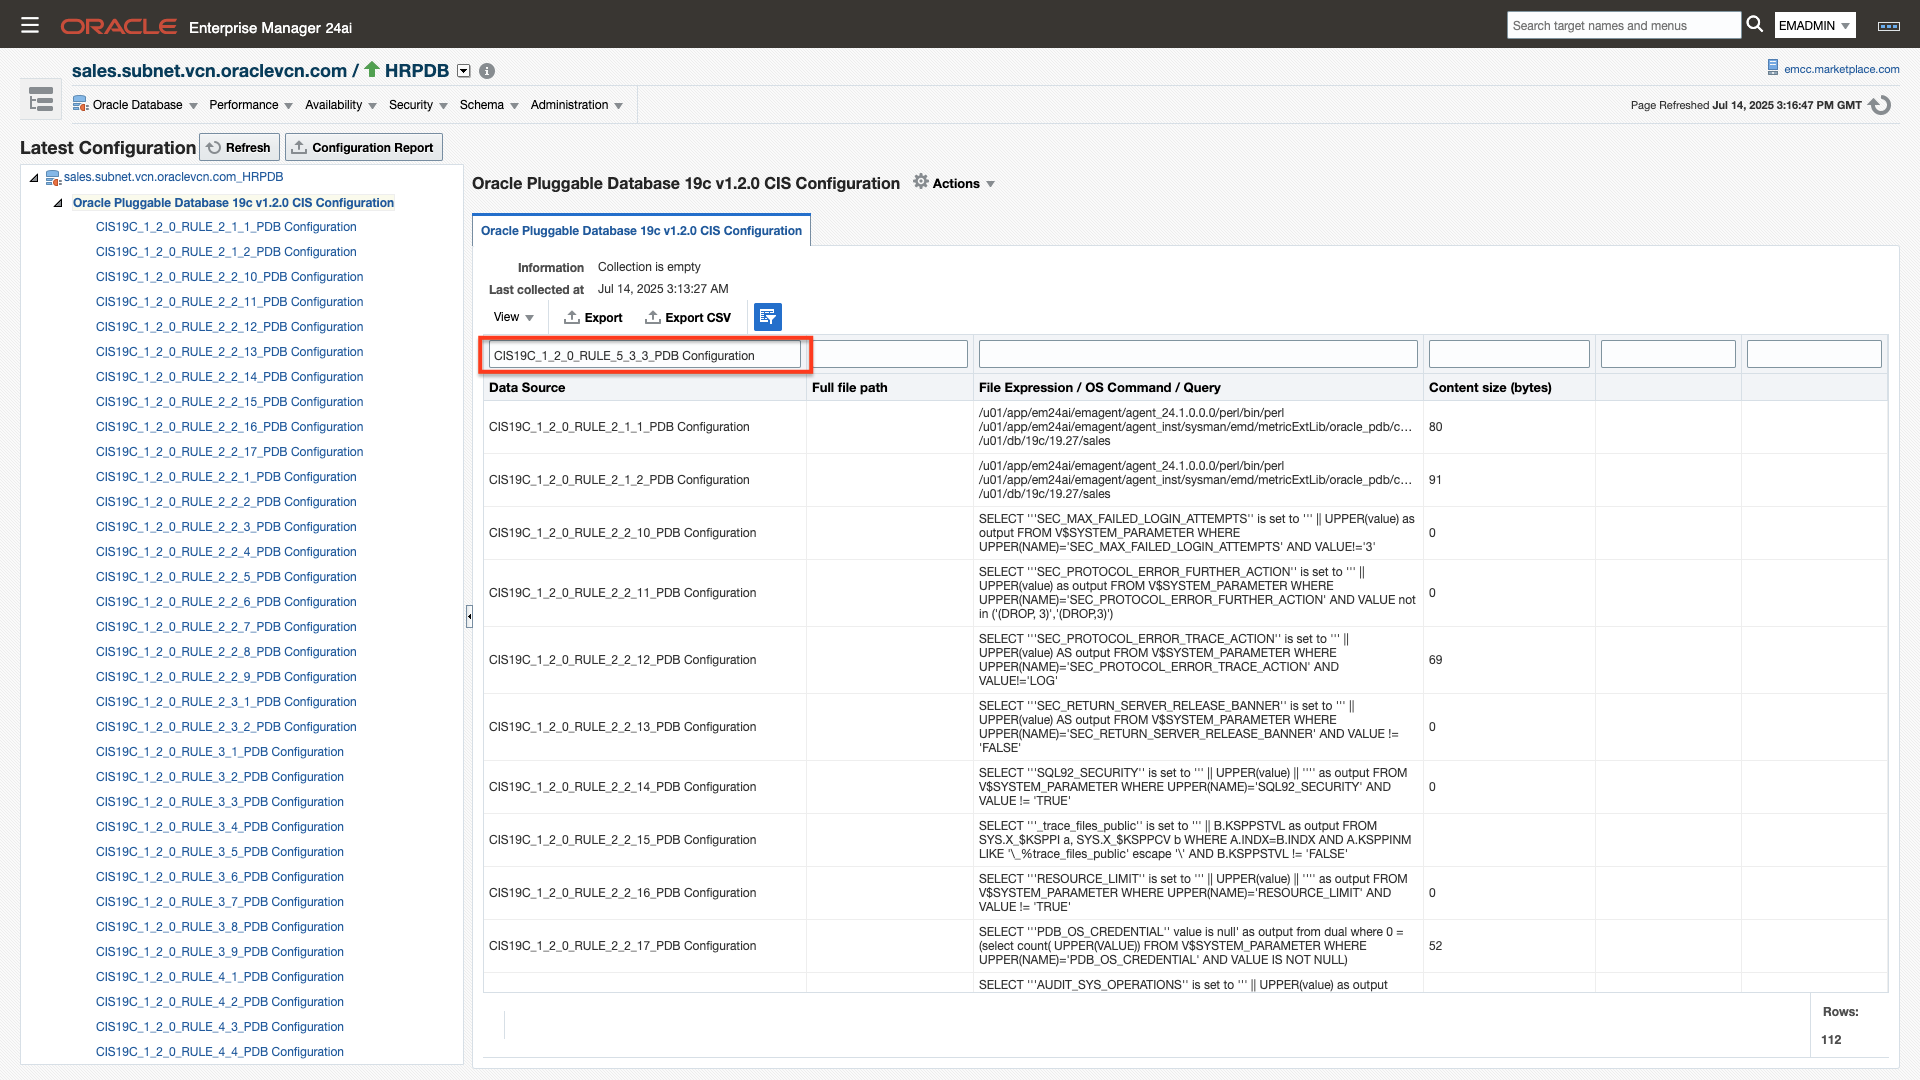 ORACLE Enterprise Manager 24ai
Search target names and menus
EMADMIN
sales.subnet.vcn.oraclevcn.com / HRPDB
emcc.marketplace.com
Oracle Database Performance Availability Security Schema Administration
Page Refreshed Jul 14, 2025 3:16:47 PM GMT
Latest Configuration
Refresh
Configuration Report
sales.subnet.vcn.oraclevcn.com_HRPDB
Oracle Pluggable Database 19c v1.2.0 CIS Configuration
CIS19C_1_2_0_RULE_2_1_1_PDB Configuration
CIS19C_1_2_0_RULE_2_1_2_PDB Configuration
CIS19C_1_2_0_RULE_2_2_10_PDB Configuration
CIS19C_1_2_0_RULE_2_2_11_PDB Configuration
CIS19C_1_2_0_RULE_2_2_12_PDB Configuration
CIS19C_1_2_0_RULE_2_2_13_PDB Configuration
CIS19C_1_2_0_RULE_2_2_14_PDB Configuration
CIS19C_1_2_0_RULE_2_2_15_PDB Configuration
CIS19C_1_2_0_RULE_2_2_16_PDB Configuration
CIS19C_1_2_0_RULE_2_2_17_PDB Configuration
CIS19C_1_2_0_RULE_2_2_1_PDB Configuration
CIS19C_1_2_0_RULE_2_2_2_PDB Configuration
CIS19C_1_2_0_RULE_2_2_3_PDB Configuration
CIS19C_1_2_0_RULE_2_2_4_PDB Configuration
CIS19C_1_2_0_RULE_2_2_5_PDB Configuration
CIS19C_1_2_0_RULE_2_2_6_PDB Configuration
CIS19C_1_2_0_RULE_2_2_7_PDB Configuration
CIS19C_1_2_0_RULE_2_2_8_PDB Configuration
CIS19C_1_2_0_RULE_2_2_9_PDB Configuration
CIS19C_1_2_0_RULE_2_3_1_PDB Configuration
CIS19C_1_2_0_RULE_2_3_2_PDB Configuration
CIS19C_1_2_0_RULE_3_1_PDB Configuration
CIS19C_1_2_0_RULE_3_2_PDB Configuration
CIS19C_1_2_0_RULE_3_3_PDB Configuration
CIS19C_1_2_0_RULE_3_4_PDB Configuration
CIS19C_1_2_0_RULE_3_5_PDB Configuration
CIS19C_1_2_0_RULE_3_6_PDB Configuration
CIS19C_1_2_0_RULE_3_7_PDB Configuration
CIS19C_1_2_0_RULE_3_8_PDB Configuration
CIS19C_1_2_0_RULE_3_9_PDB Configuration
CIS19C_1_2_0_RULE_4_1_PDB Configuration
CIS19C_1_2_0_RULE_4_2_PDB Configuration
CIS19C_1_2_0_RULE_4_3_PDB Configuration
CIS19C_1_2_0_RULE_4_4_PDB Configuration
Oracle Pluggable Database 19c v1.2.0 CIS Configuration Actions
Oracle Pluggable Database 19c v1.2.0 CIS Configuration
Information Collection is empty
Last collected at Jul 14, 2025 3:13:27 AM
View Export Export CSV
CIS19C_1_2_0_RULE_5_3_3_PDB Configuration
Data Source Full file path File Expression / OS Command / Query Content size (bytes)
CIS19C_1_2_0_RULE_2_1_1_PDB Configuration
/u01/app/em24ai/emagent/agent_24.1.0.0.0/perl/bin/perl
/u01/app/em24ai/emagent/agent_inst/sysman/emd/metricExtLib/oracle_pdb/c...
/u01/db/19c/19.27/sales
80
CIS19C_1_2_0_RULE_2_1_2_PDB Configuration
/u01/app/em24ai/emagent/agent_24.1.0.0.0/perl/bin/perl
/u01/app/em24ai/emagent/agent_inst/sysman/emd/metricExtLib/oracle_pdb/c...
/u01/db/19c/19.27/sales
91
CIS19C_1_2_0_RULE_2_2_10_PDB Configuration
SELECT '''SEC_MAX_FAILED_LOGIN_ATTEMPTS'' is set to ''' || UPPER(value) as
output FROM V$SYSTEM_PARAMETER WHERE
UPPER(NAME)='SEC_MAX_FAILED_LOGIN_ATTEMPTS' AND VALUE!='3'
0
CIS19C_1_2_0_RULE_2_2_11_PDB Configuration
SELECT '''SEC_PROTOCOL_ERROR_FURTHER_ACTION'' is set to ''' ||
UPPER(value) as output FROM V$SYSTEM_PARAMETER WHERE
UPPER(NAME)='SEC_PROTOCOL_ERROR_FURTHER_ACTION' AND VALUE not
in ('(DROP, 3)','(DROP,3)')
0
CIS19C_1_2_0_RULE_2_2_12_PDB Configuration
SELECT '''SEC_PROTOCOL_ERROR_TRACE_ACTION'' is set to ''' ||
UPPER(value) AS output FROM V$SYSTEM_PARAMETER WHERE
UPPER(NAME)='SEC_PROTOCOL_ERROR_TRACE_ACTION' AND
VALUE!='LOG'
69
CIS19C_1_2_0_RULE_2_2_13_PDB Configuration
SELECT '''SEC_RETURN_SERVER_RELEASE_BANNER'' is set to ''' ||
UPPER(value) AS output FROM V$SYSTEM_PARAMETER WHERE
UPPER(NAME)='SEC_RETURN_SERVER_RELEASE_BANNER' AND VALUE !=
'FALSE'
0
CIS19C_1_2_0_RULE_2_2_14_PDB Configuration
SELECT '''SQL92_SECURITY'' is set to ''' || UPPER(value) || '''' as output FROM
V$SYSTEM_PARAMETER WHERE UPPER(NAME)='SQL92_SECURITY' AND
VALUE != 'TRUE'
0
CIS19C_1_2_0_RULE_2_2_15_PDB Configuration
SELECT '''_trace_files_public'' is set to ''' || B.KSPPSTVL as output FROM
SYS.X_$KSPPI a, SYS.X_$KSPPCV b WHERE A.INDX=B.INDX AND A.KSPPINM
LIKE '\_%trace_files_public' escape '\' AND B.KSPPSTVL != 'FALSE'
CIS19C_1_2_0_RULE_2_2_16_PDB Configuration
SELECT '''RESOURCE_LIMIT'' is set to ''' || UPPER(value) || '''' as output FROM
V$SYSTEM_PARAMETER WHERE UPPER(NAME)='RESOURCE_LIMIT' AND
VALUE != 'TRUE'
0
CIS19C_1_2_0_RULE_2_2_17_PDB Configuration
SELECT '''PDB_OS_CREDENTIAL'' value is null' as output from dual where 0 =
(select count( UPPER(VALUE)) FROM V$SYSTEM_PARAMETER WHERE
UPPER(NAME)='PDB_OS_CREDENTIAL' AND VALUE IS NOT NULL)
52
SELECT '''AUDIT_SYS_OPERATIONS'' is set to ''' || UPPER(value) as output
Rows:
112